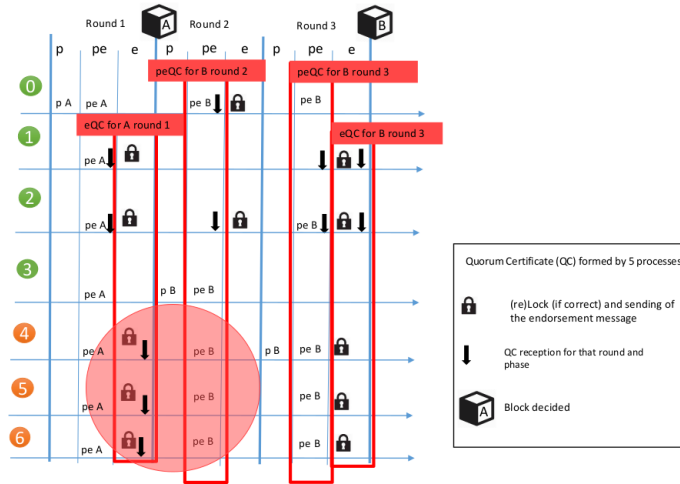 Round 1
Round 2
Round 3
A
B
p
pe
e
p
pe
e
p
pe
e
peQC for B round 2
peQC for B round 3
0
p A
pe A
pe B
pe B
eQC for A round 1
eQC for B round 3
1
pe A
2
pe A
pe B
3
pe A
p B
pe B
4
pe A
pe B
p B
pe B
5
pe A
pe B
pe B
6
pe A
pe B
pe B
Quorum Certificate (QC) formed by 5 processes
(re)Lock (if correct) and sending of
the endorsement message
QC reception for that round and
phase
A
Block decided